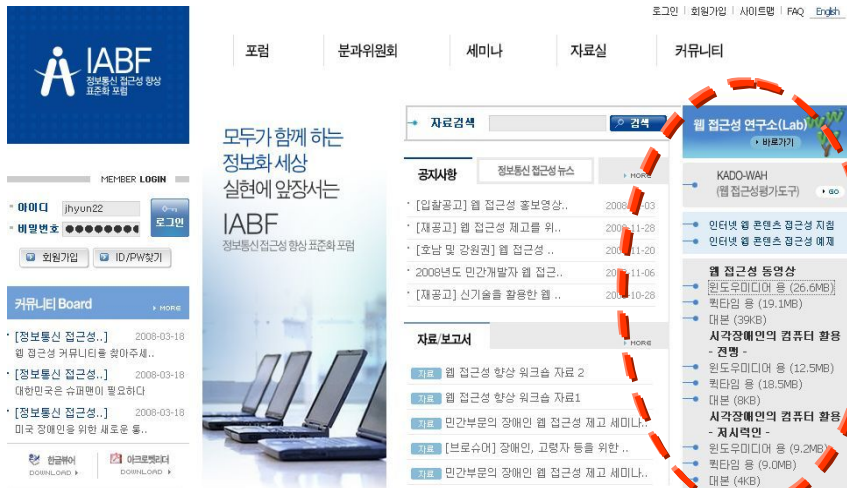 로그인 | 회원가입 | 사이트맵 | FAQ English
IABF
정보통신 접근성 향상
표준화 포럼
포럼 분과위원회 세미나 자료실 커뮤니티
MEMBER LOGIN
아이디 jhyun22
비밀번호 ●●●●●●●●
로그인
회원가입 ID/PW찾기
커뮤니티 Board MORE
[정보통신 접근성..] 2008-03-18
웹 접근성 커뮤니티를 찾아주세..
[정보통신 접근성..] 2008-03-18
대한민국은 슈퍼맨이 필요하다
[정보통신 접근성..] 2008-03-18
미국 장애인을 위한 새로운 통..
한글뷰어
DOWNLOAD
아크로벳리더
DOWNLOAD
모두가 함께 하는
정보화 세상
실현에 앞장서는
IABF
정보통신 접근성 향상 표준화 포럼
자료검색 검색
공지사항 정보통신 접근성 뉴스 MORE
[입찰공고] 웹 접근성 홍보영상..
[재공고] 웹 접근성 제고를 위.. 11-28
[호남 및 강원권] 웹 접근성 .. 11-20
2008년도 민간개발자 웹 접근.. 11-06
[재공고] 신기술을 활용한 웹 .. 10-28
자료/보고서 MORE
자료 웹 접근성 향상 워크숍 자료 2
자료 웹 접근성 향상 워크숍 자료1
자료 민간부문의 장애인 웹 접근성 제고 세미나..
자료 [브로슈어] 장애인, 고령자 등을 위한 ..
자료 민간부문의 장애인 웹 접근성 제고 세미나..
웹 접근성 연구소(Lab)
바로가기
KADO-WAH
(웹 접근성평가도구) GO
인터넷 웹 콘텐츠 접근성 지침
인터넷 웹 콘텐츠 접근성 예제
웹 접근성 동영상
윈도우미디어 용 (26.6MB)
퀵타임 용 (19.1MB)
대본 (39KB)
시각장애인의 컴퓨터 활용
- 전맹 -
윈도우미디어 용 (12.5MB)
퀵타임 용 (18.5MB)
대본 (8KB)
시각장애인의 컴퓨터 활용
- 저시력인 -
윈도우미디어 용 (9.2MB)
퀵타임 용 (9.0MB)
대본 (4KB)